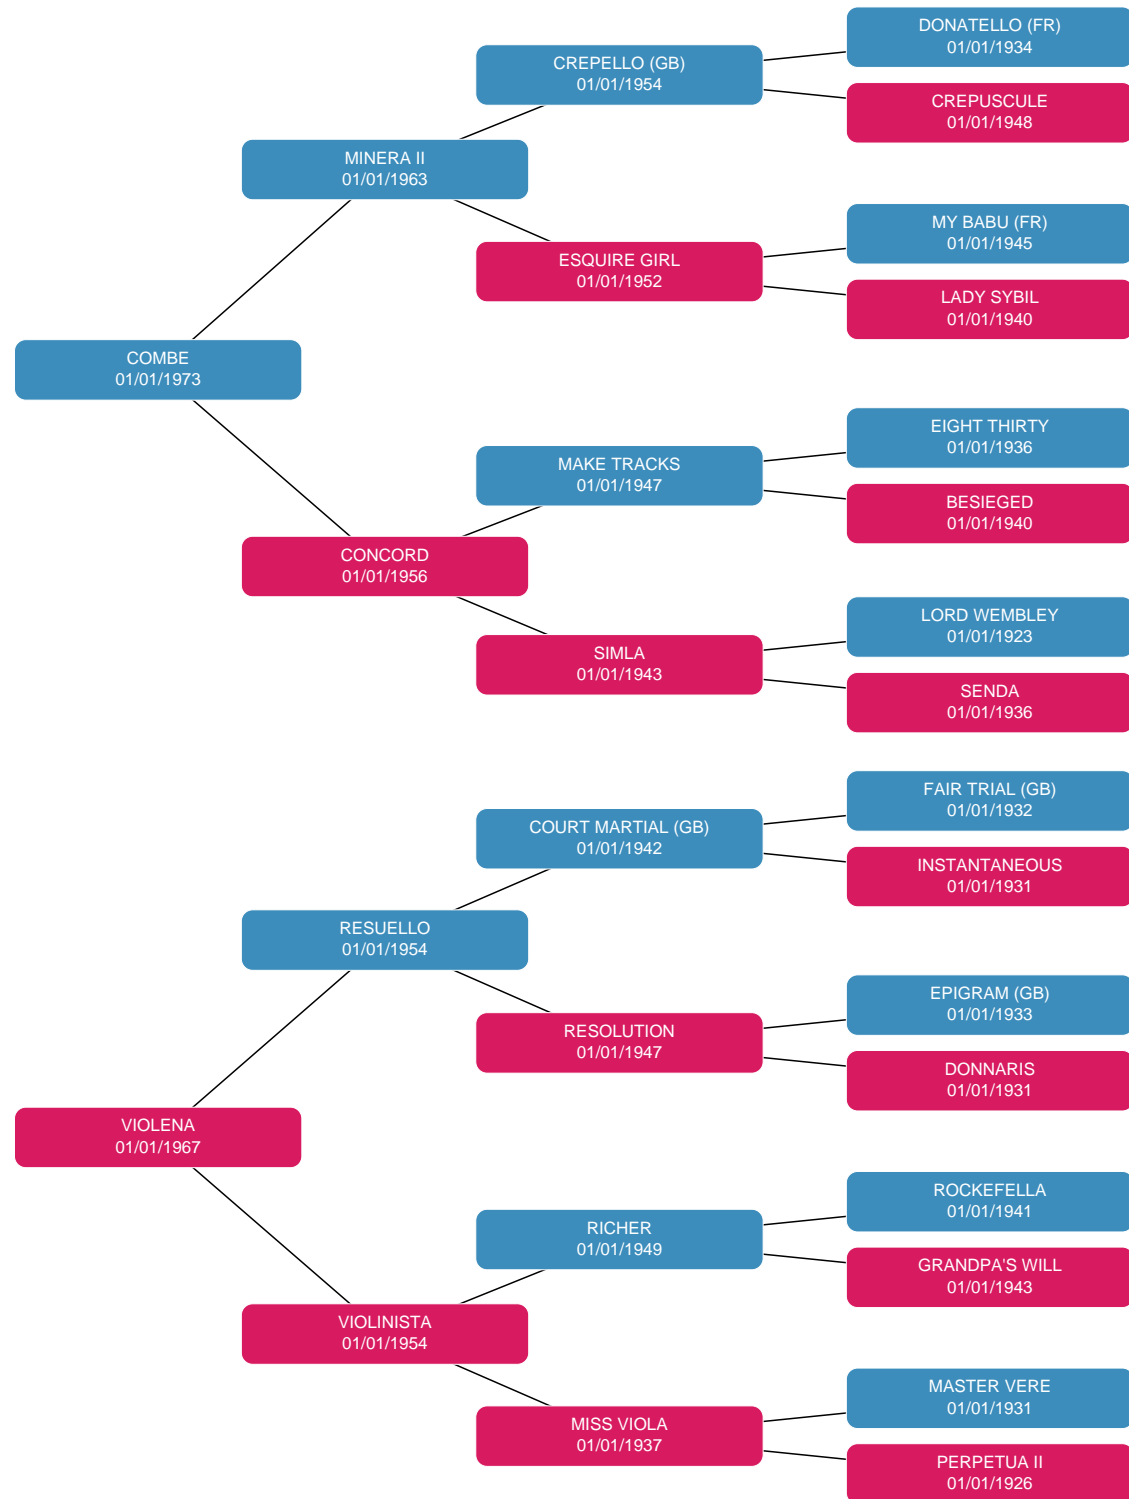 DONATELLO (FR)
01/01/1934
CREPELLO (GB)
01/01/1954
CREPUSCULE
01/01/1948
MINERA II
01/01/1963
MY BABU (FR)
01/01/1945
ESQUIRE GIRL
01/01/1952
LADY SYBIL
01/01/1940
COMBE
01/01/1973
EIGHT THIRTY
01/01/1936
MAKE TRACKS
01/01/1947
BESIEGED
01/01/1940
CONCORD
01/01/1956
LORD WEMBLEY
01/01/1923
SIMLA
01/01/1943
SENDA
01/01/1936
FAIR TRIAL (GB)
01/01/1932
COURT MARTIAL (GB)
01/01/1942
INSTANTANEOUS
01/01/1931
RESUELLO
01/01/1954
EPIGRAM (GB)
01/01/1933
RESOLUTION
01/01/1947
DONNARIS
01/01/1931
VIOLENA
01/01/1967
ROCKEFELLA
01/01/1941
RICHER
01/01/1949
GRANDPA'S WILL
01/01/1943
VIOLINISTA
01/01/1954
MASTER VERE
01/01/1931
MISS VIOLA
01/01/1937
PERPETUA II
01/01/1926